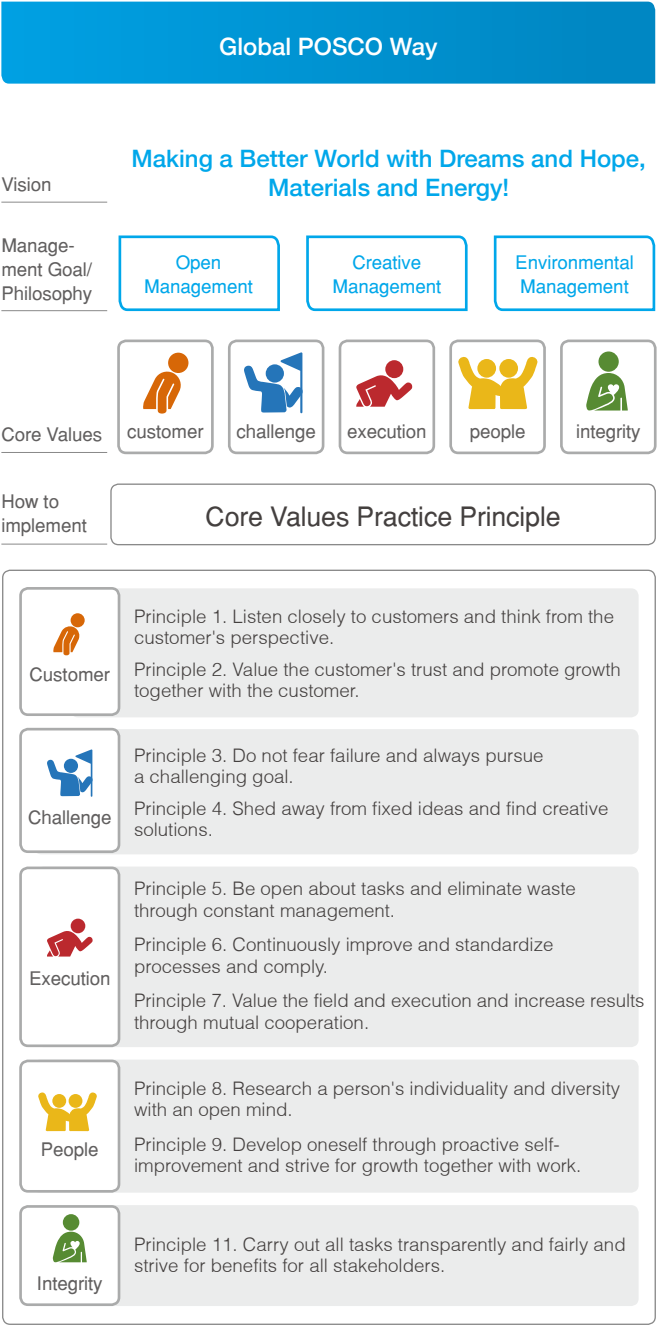 Global POSCO Way
Vision
Making a Better World with Dreams and Hope,
Materials and Energy!
Manage-
ment Goal/
Philosophy
Open
Management
Creative
Management
Environmental
Management
Core Values
customer
challenge
execution
people
integrity
How to
implement
Core Values Practice Principle
Customer
Principle 1. Listen closely to customers and think from the
customer's perspective.
Principle 2. Value the customer's trust and promote growth
together with the customer.
Challenge
Principle 3. Do not fear failure and always pursue
a challenging goal.
Principle 4. Shed away from fixed ideas and find creative
solutions.
Execution
Principle 5. Be open about tasks and eliminate waste
through constant management.
Principle 6. Continuously improve and standardize
processes and comply.
Principle 7. Value the field and execution and increase results
through mutual cooperation.
People
Principle 8. Research a person's individuality and diversity
with an open mind.
Principle 9. Develop oneself through proactive self-
improvement and strive for growth together with work.
Integrity
Principle 11. Carry out all tasks transparently and fairly and
strive for benefits for all stakeholders.